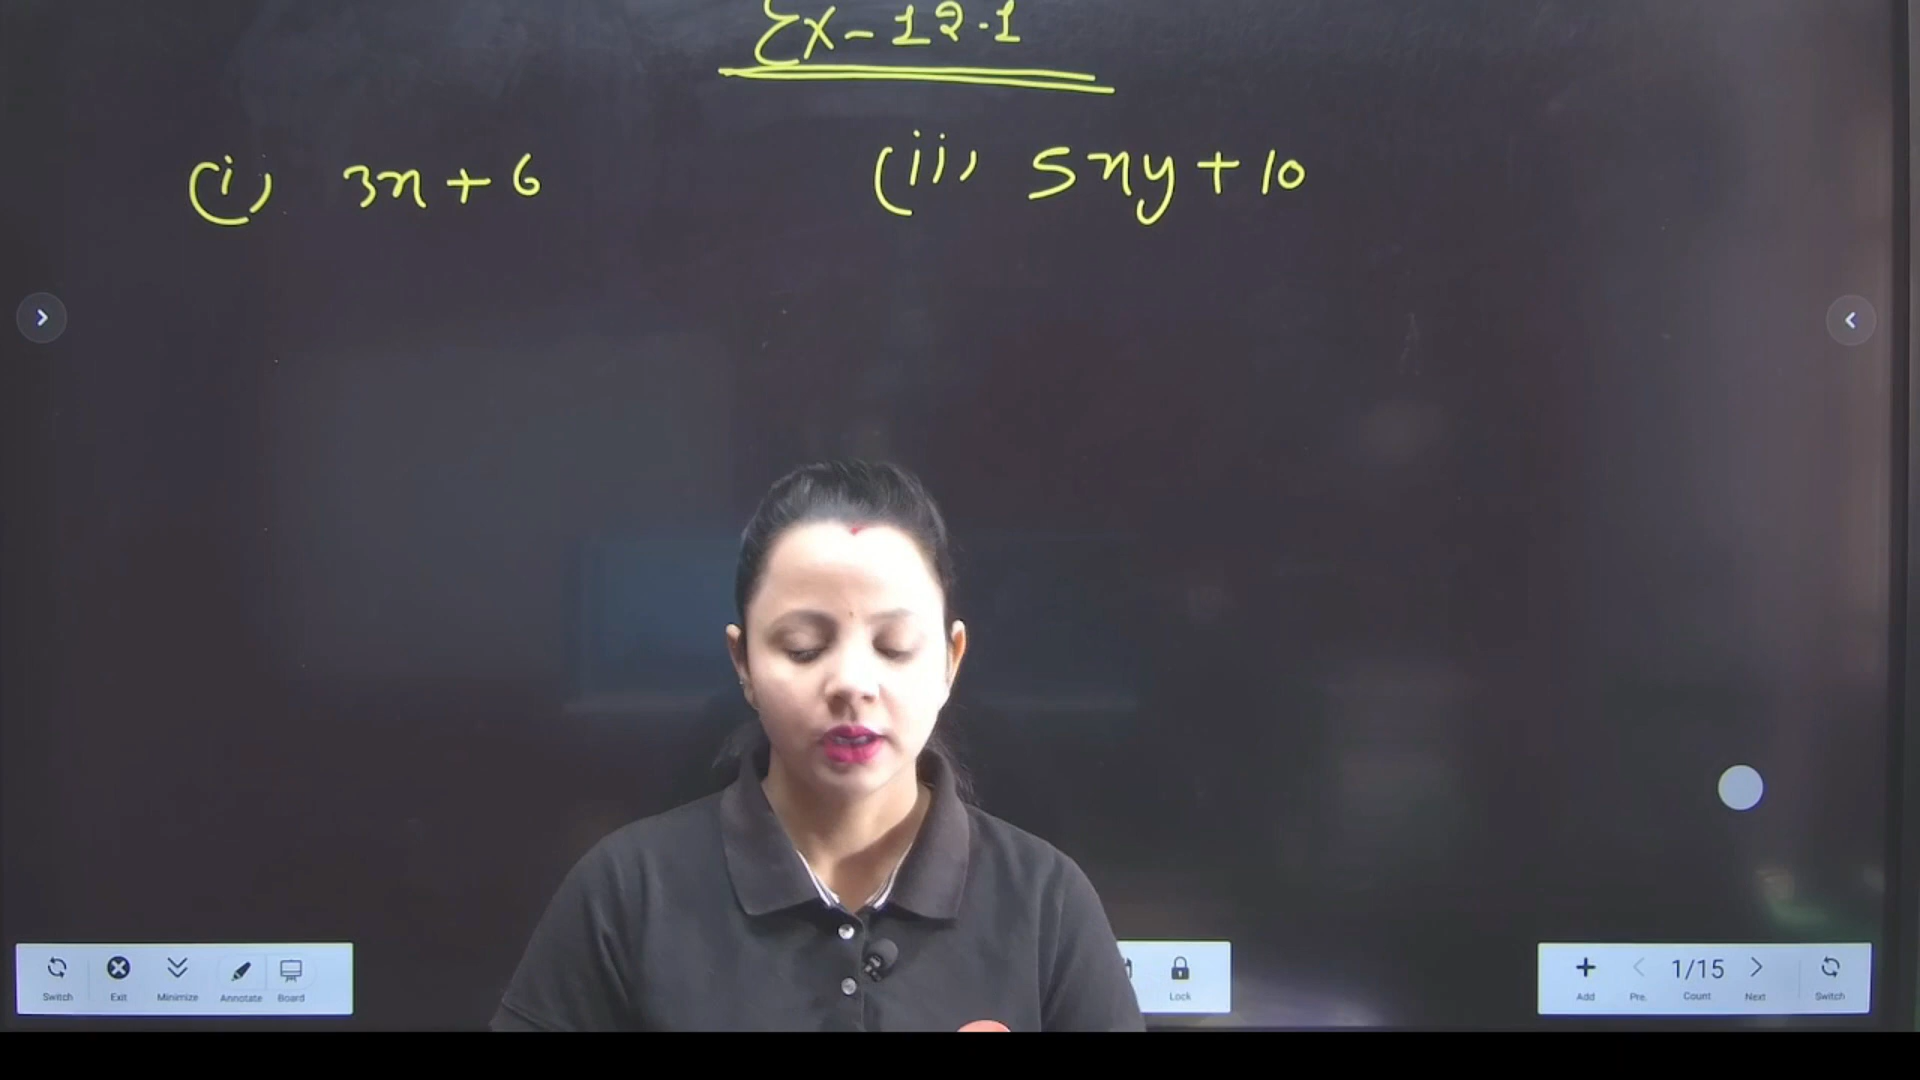 Ex - 12.1
(i) 3x + 6
(ii) 5xy + 10
Switch Exit Minimize Annotate Board
Lock
1/15
Add Pre. Count Next Switch